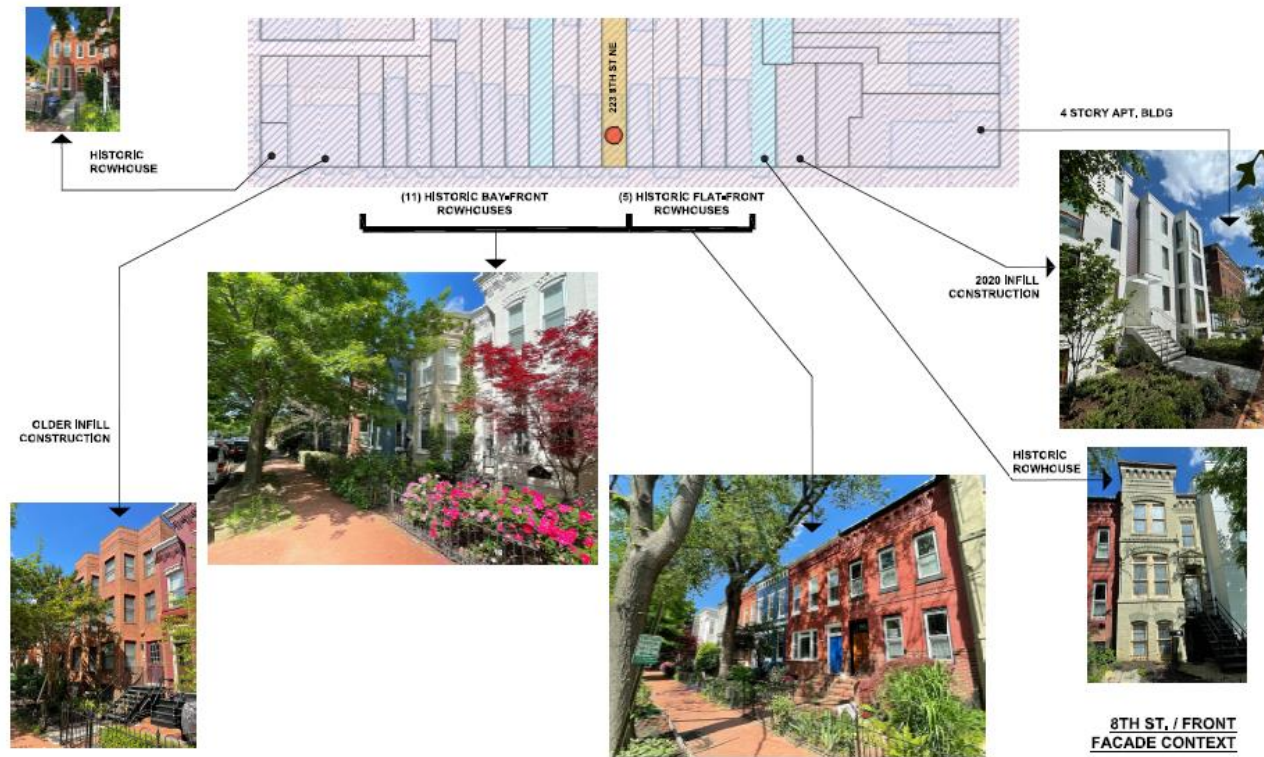 223 8TH ST NE
4 STORY APT, BLDG
HISTORIC
ROWHOUSE
(11) HISTORIC BAY-FRONT
ROWHOUSES
(5) HISTORIC FLAT-FRONT
ROWHOUSES
2020 INFILL
CONSTRUCTION
OLDER INFILL
CONSTRUCTION
HISTORIC
ROWHOUSE
8TH ST, / FRONT
FACADE CONTEXT